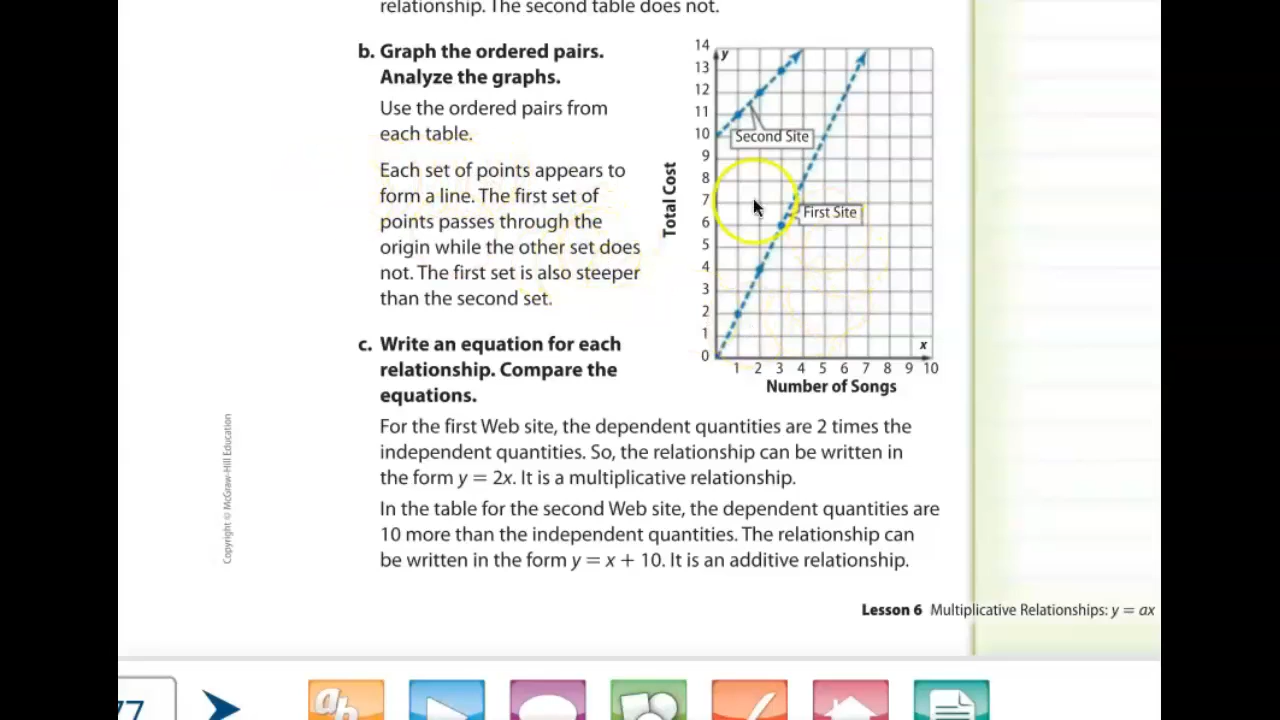 relationship. The second table does not.
b. Graph the ordered pairs.
Analyze the graphs.
Use the ordered pairs from
each table.
Each set of points appears to
form a line. The first set of
points passes through the
origin while the other set does
not. The first set is also steeper
than the second set.
14
13
12
11
10
9
8
7
6
5
4
3
2
1
0
y
Total Cost
Second Site
First Site
x
1 2 3 4 5 6 7 8 9 10
Number of Songs
c. Write an equation for each
relationship. Compare the
equations.
For the first Web site, the dependent quantities are 2 times the
independent quantities. So, the relationship can be written in
the form y = 2x. It is a multiplicative relationship.
In the table for the second Web site, the dependent quantities are
10 more than the independent quantities. The relationship can
be written in the form y = x + 10. It is an additive relationship.
Copyright © McGraw-Hill Education
Lesson 6 Multiplicative Relationships: y = ax
77
ab